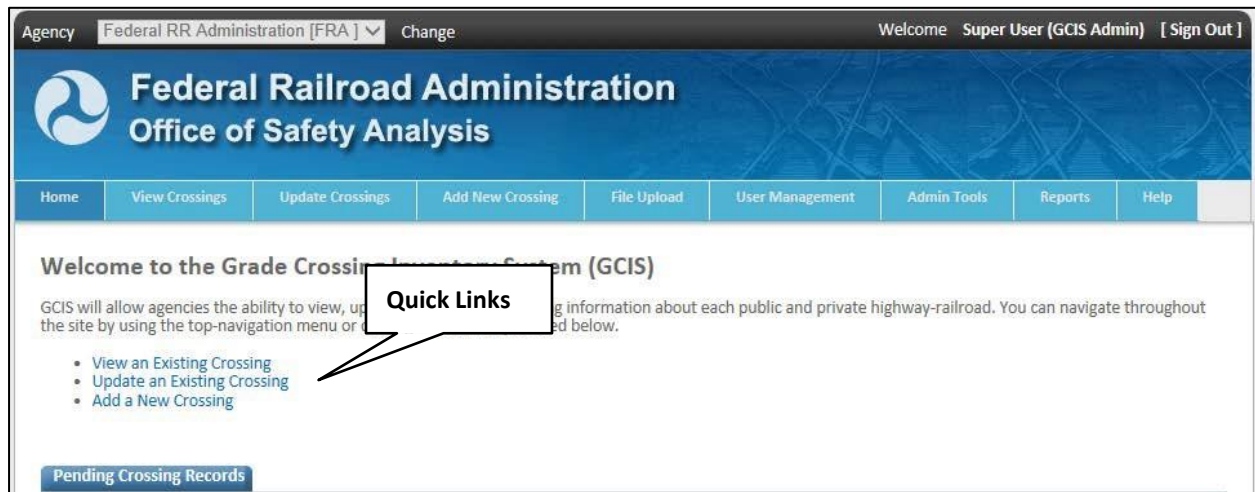 Agency Federal RR Administration [FRA ] Change Welcome Super User (GCIS Admin) [ Sign Out ]
Federal Railroad Administration
Office of Safety Analysis
Home View Crossings Update Crossings Add New Crossing File Upload User Management Admin Tools Reports Help
Welcome to the Grade Crossing System (GCIS)
Quick Links
GCIS will allow agencies the ability to view, information about each public and private highway-railroad. You can navigate throughout
the site by using the top-navigation menu or below.
View an Existing Crossing
Update an Existing Crossing
Add a New Crossing
Pending Crossing Records